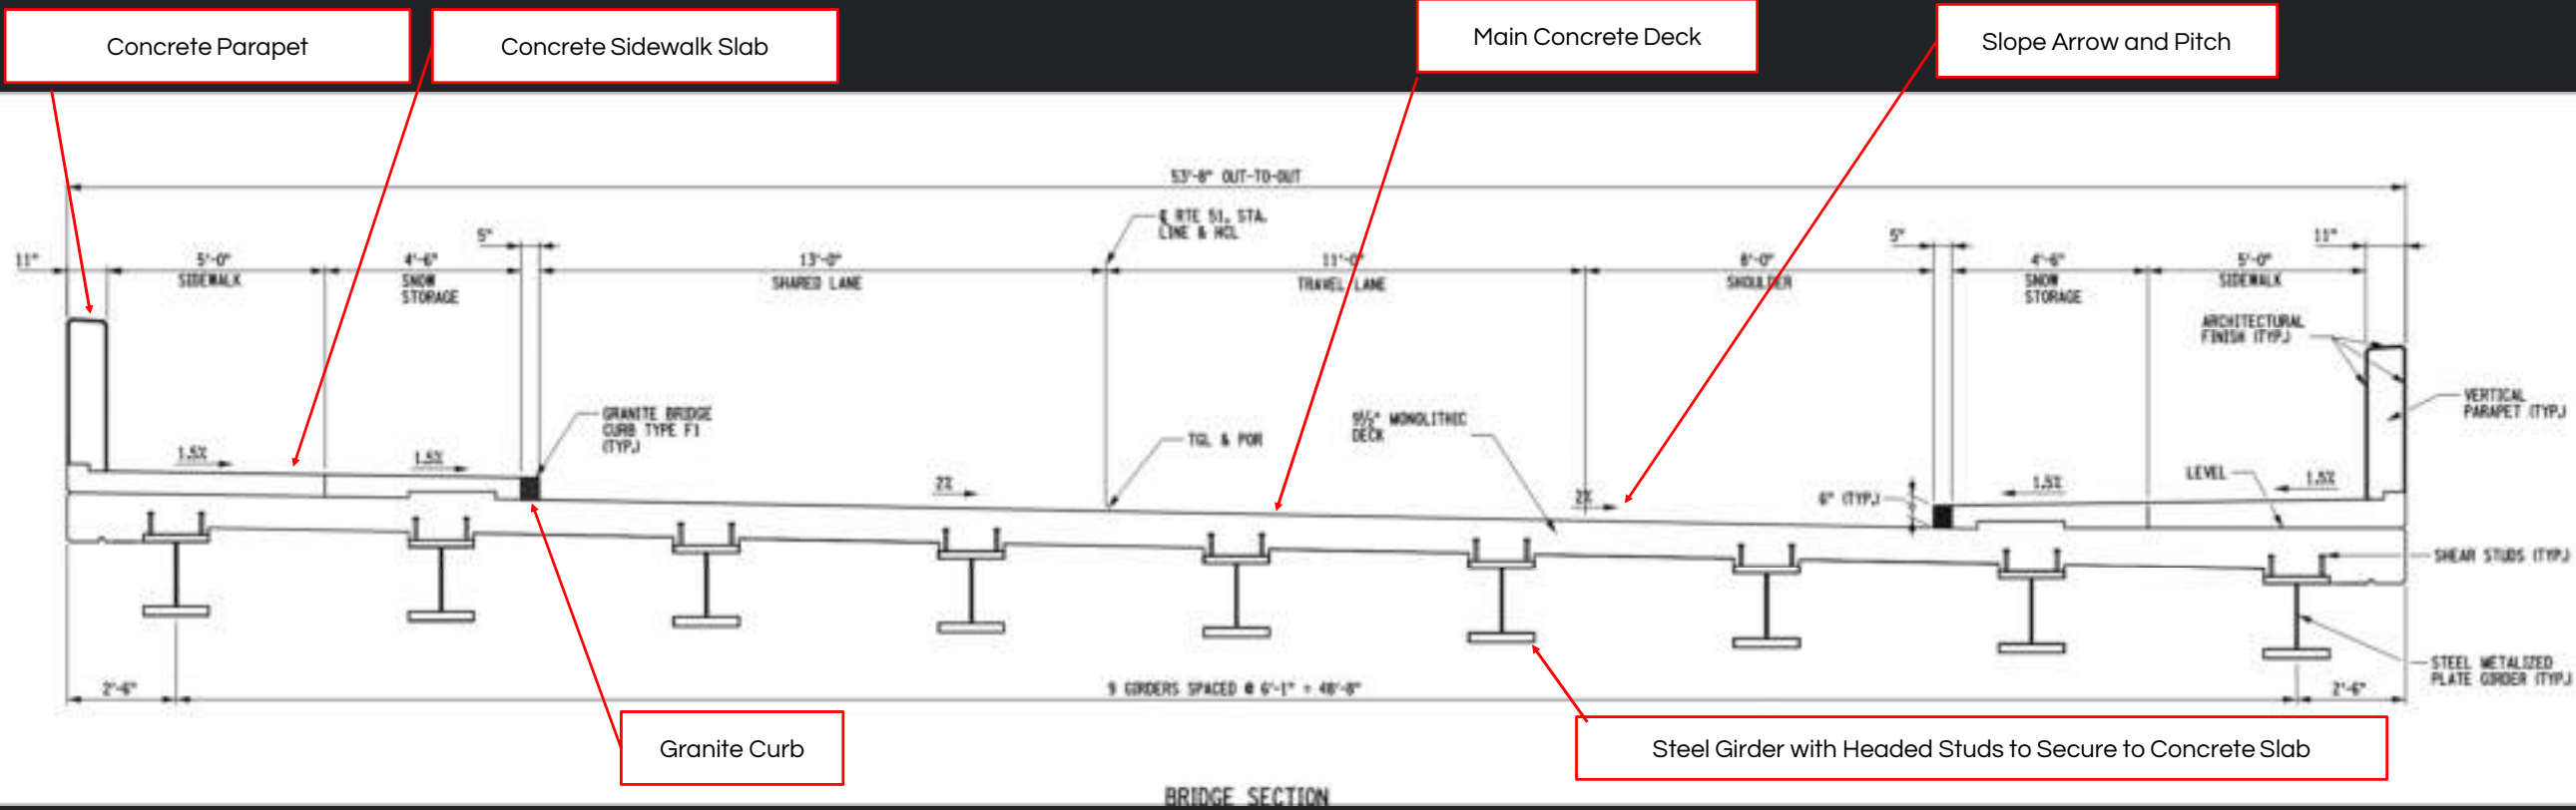 Concrete Parapet
Concrete Sidewalk Slab
Main Concrete Deck
Slope Arrow and Pitch
53'-8" OUT-TO-OUT
℄ RTE 51, STA.
LINE & HCL
11"
5'-0"
SIDEWALK
4'-6"
SNOW
STORAGE
5"
13'-0"
SHARED LANE
11'-0"
TRAVEL LANE
8'-0"
SHOULDER
5"
4'-6"
SNOW
STORAGE
5'-0"
SIDEWALK
11"
ARCHITECTURAL
FINISH (TYP.)
VERTICAL
PARAPET (TYP.)
GRANITE BRIDGE
CURB TYPE F1
(TYP.)
TGL & POR
9½" MONOLITHIC
DECK
1.5%
1.5%
2%
2%
6" (TYP.)
1.5%
LEVEL
1.5%
SHEAR STUDS (TYP.)
STEEL METALIZED
PLATE GIRDER (TYP.)
2'-6"
9 GIRDERS SPACED @ 6'-1" = 48'-8"
2'-6"
Granite Curb
Steel Girder with Headed Studs to Secure to Concrete Slab
BRIDGE SECTION